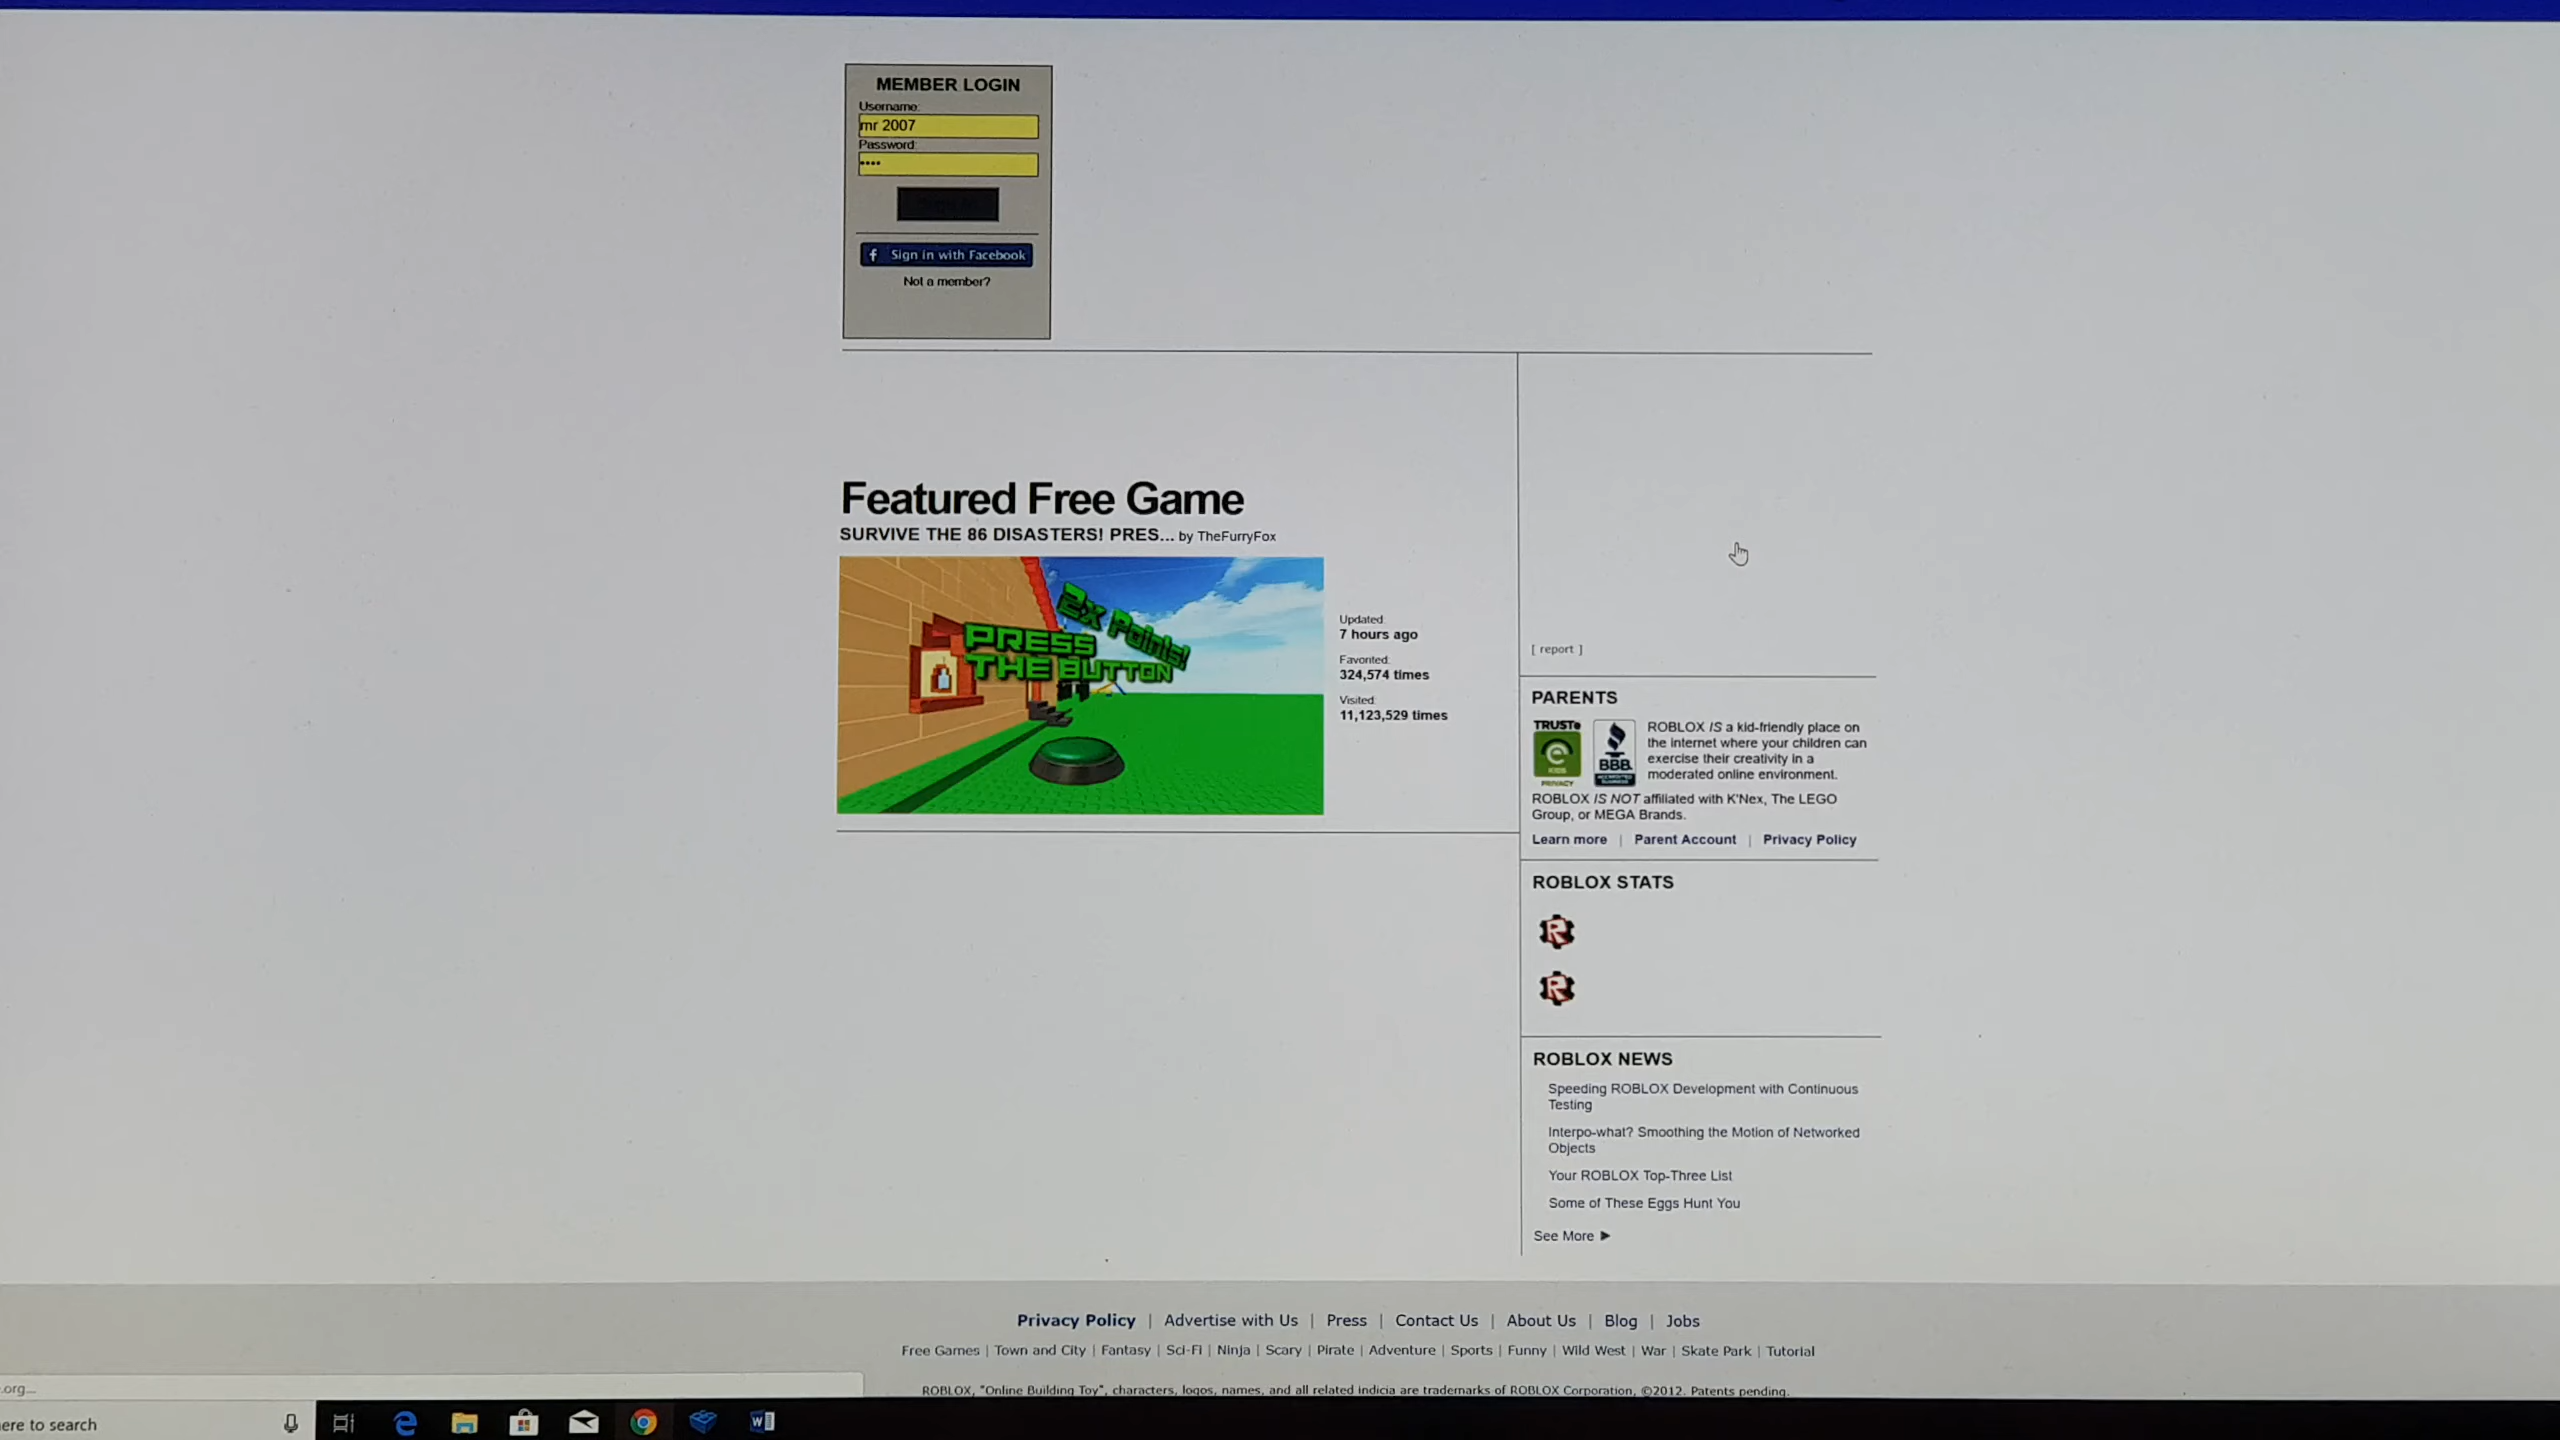 MEMBER LOGIN
Username:
mr 2007
Password:
••••
Sign in with Facebook
Not a member?
Featured Free Game
SURVIVE THE 86 DISASTERS! PRES... by TheFurryFox
2x Points!
PRESS
THE BUTTON
Updated:
7 hours ago
Favorited:
324,574 times
Visited:
11,123,529 times
[ report ]
PARENTS
TRUSTe
KIDS
PRIVACY
BBB
ACCREDITED
BUSINESS
ROBLOX IS a kid-friendly place on
the internet where your children can
exercise their creativity in a
moderated online environment.
ROBLOX IS NOT affiliated with K'Nex, The LEGO
Group, or MEGA Brands.
Learn more | Parent Account | Privacy Policy
ROBLOX STATS
R
R
ROBLOX NEWS
Speeding ROBLOX Development with Continuous
Testing
Interpo-what? Smoothing the Motion of Networked
Objects
Your ROBLOX Top-Three List
Some of These Eggs Hunt You
See More ►
Privacy Policy | Advertise with Us | Press | Contact Us | About Us | Blog | Jobs
Free Games | Town and City | Fantasy | Sci-Fi | Ninja | Scary | Pirate | Adventure | Sports | Funny | Wild West | War | Skate Park | Tutorial
.org...
ROBLOX, "Online Building Toy", characters, logos, names, and all related indicia are trademarks of ROBLOX Corporation, ©2012. Patents pending.
ere to search